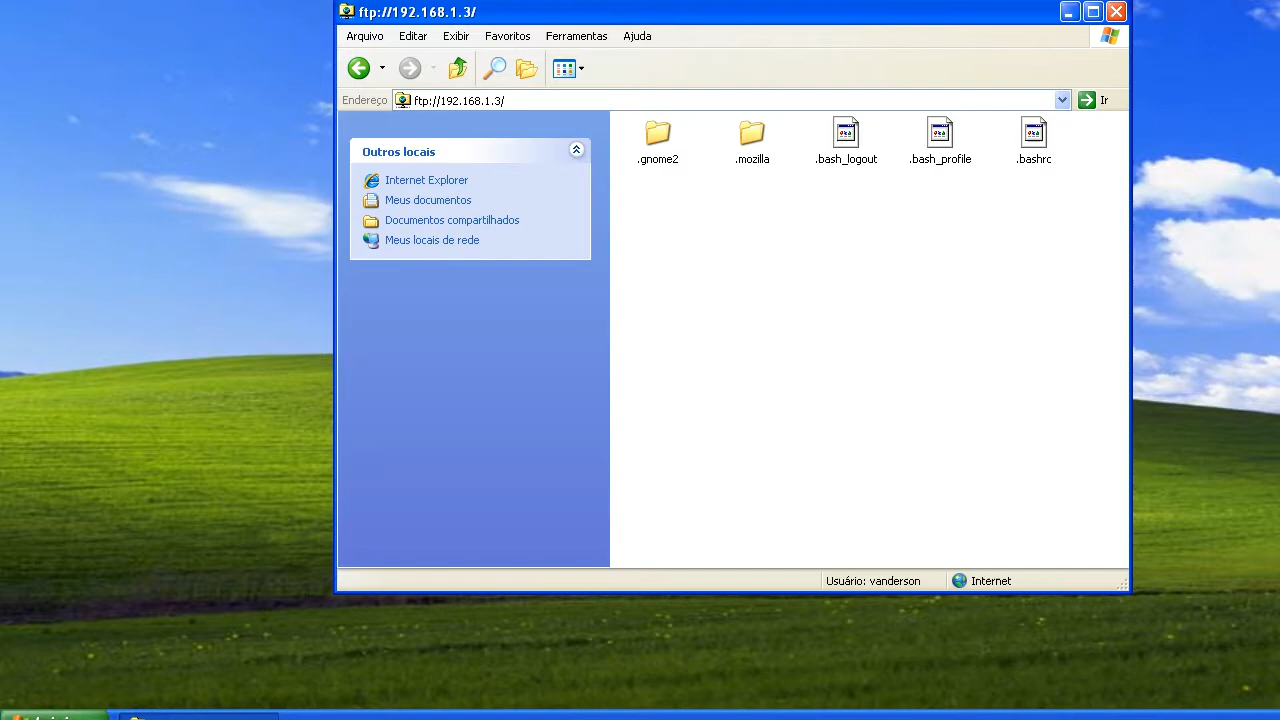 ftp://192.168.1.3/
Arquivo Editar Exibir Favoritos Ferramentas Ajuda
Endereço ftp://192.168.1.3/ Ir
Outros locais
Internet Explorer
Meus documentos
Documentos compartilhados
Meus locais de rede
.gnome2 .mozilla .bash_logout .bash_profile .bashrc
Usuário: vanderson Internet